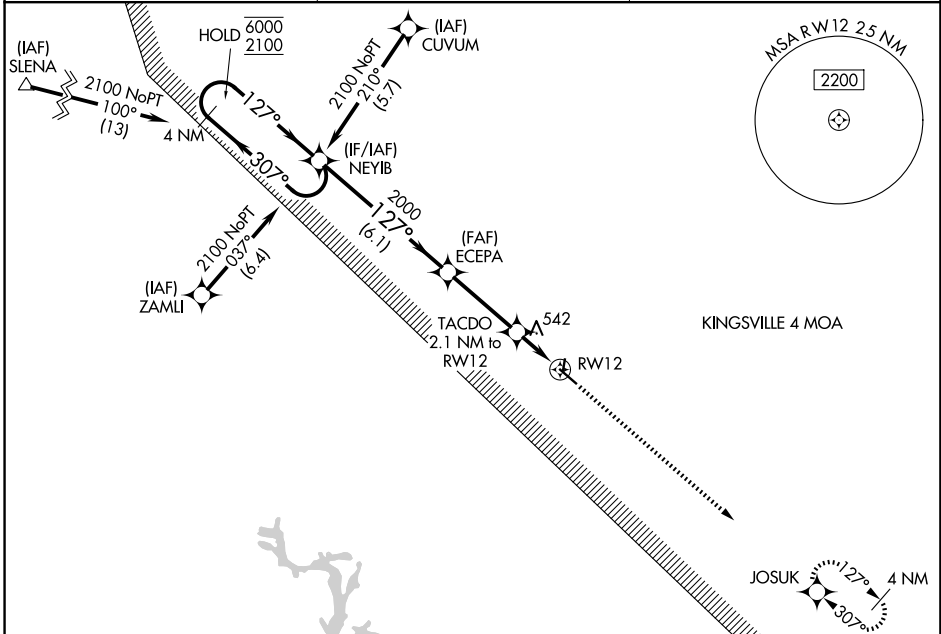 (IAF)
SLENA
2100 NoPT
100°
(13)
HOLD 6000
2100
(IAF)
CUVUM
2100 NoPT
210°
(5.7)
MSA RW12 25 NM
2200
127°
4 NM
307°
(IF/IAF)
NEYIB
2100 NoPT
037°
(6.4)
(IAF)
ZAMLI
2000
127°
(6.1)
(FAF)
ECEPA
TACDO
2.1 NM to
RW12
542
RW12
KINGSVILLE 4 MOA
JOSUK
127°
4 NM
307°